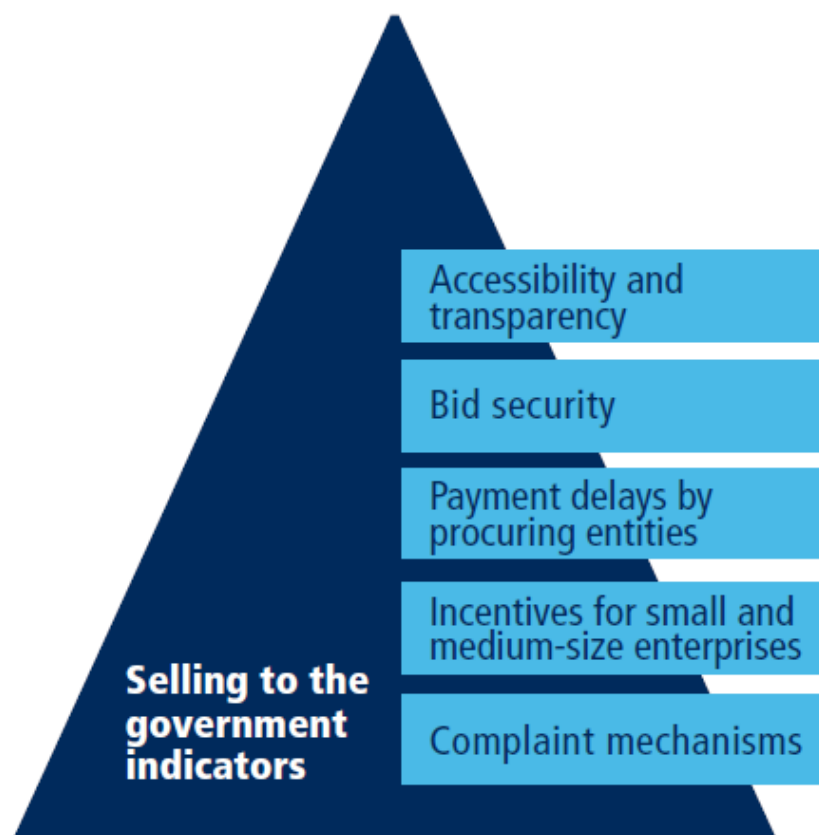 Accessibility and
transparency
Bid security
Payment delays by
procuring entities
Incentives for small and
medium-size enterprises
Selling to the
government
indicators
Complaint mechanisms